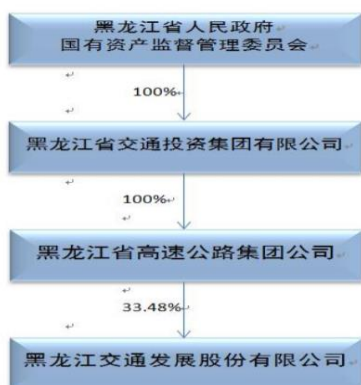 黑龙江省人民政府
国有资产监督管理委员会
100%
黑龙江省交通投资集团有限公司
100%
黑龙江省高速公路集团公司
33.48%
黑龙江交通发展股份有限公司